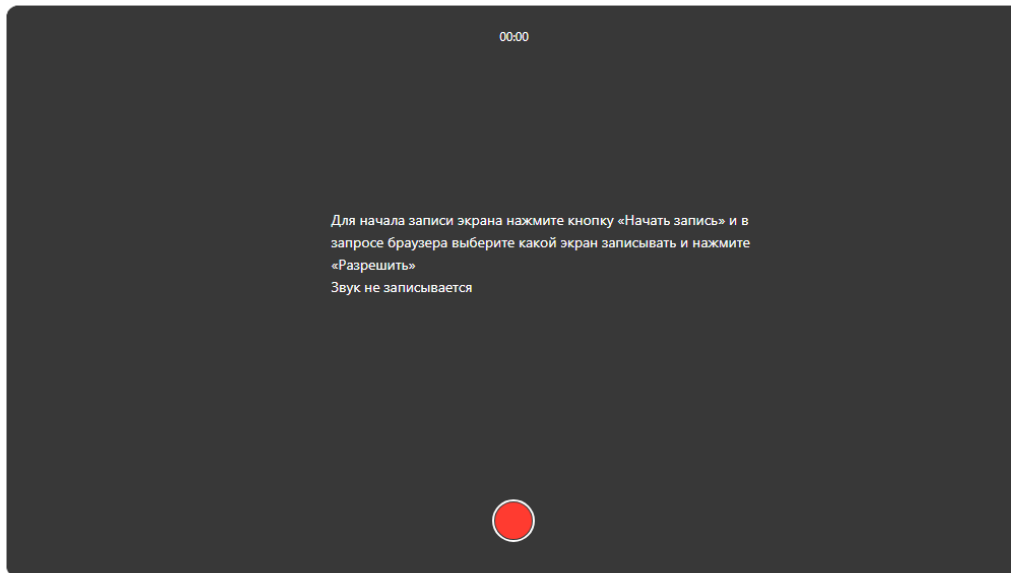 00:00
Для начала записи экрана нажмите кнопку «Начать запись» и в
запросе браузера выберите какой экран записывать и нажмите
«Разрешить»
Звук не записывается